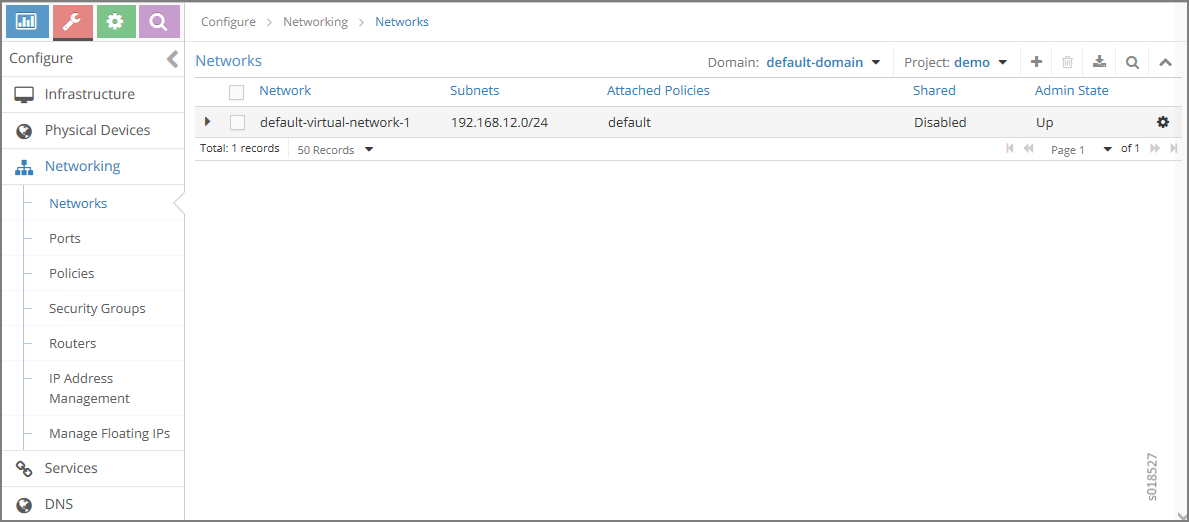 Configure > Networking > Networks
Configure
Infrastructure
Physical Devices
Networking
Networks
Ports
Policies
Security Groups
Routers
IP Address
Management
Manage Floating IPs
Services
DNS
Networks Domain: default-domain Project: demo
Network Subnets Attached Policies Shared Admin State
default-virtual-network-1 192.168.12.0/24 default Disabled Up
Total: 1 records 50 Records Page 1 of 1
s018527